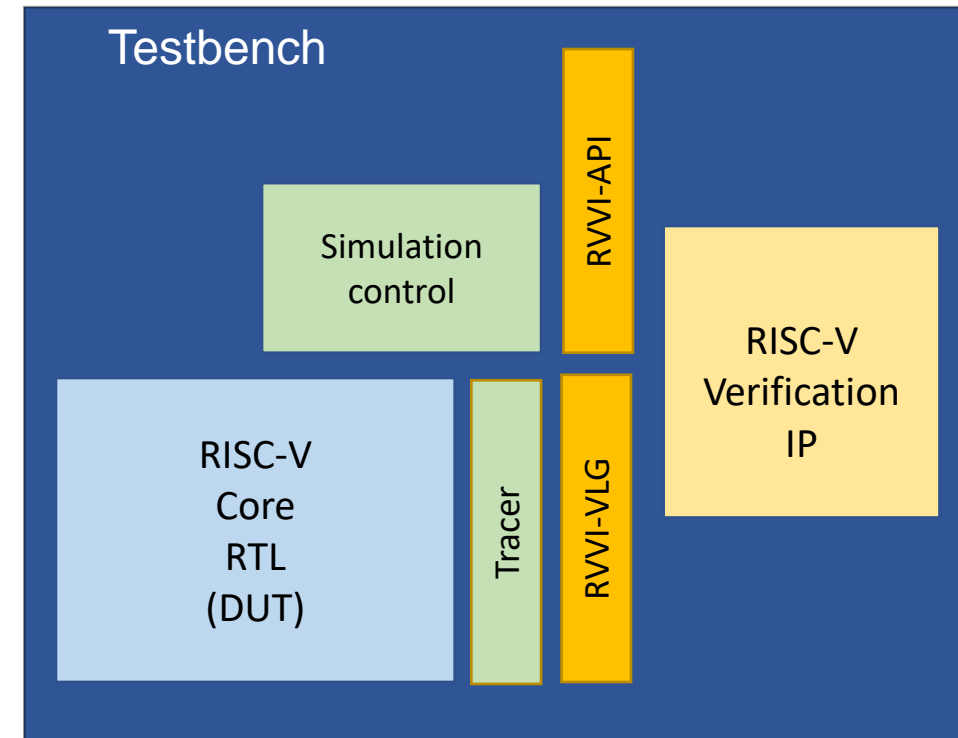 Testbench
RVVI-API
Simulation
control
RISC-V
Verification
IP
RISC-V
Core
RTL
(DUT)
Tracer
RVVI-VLG